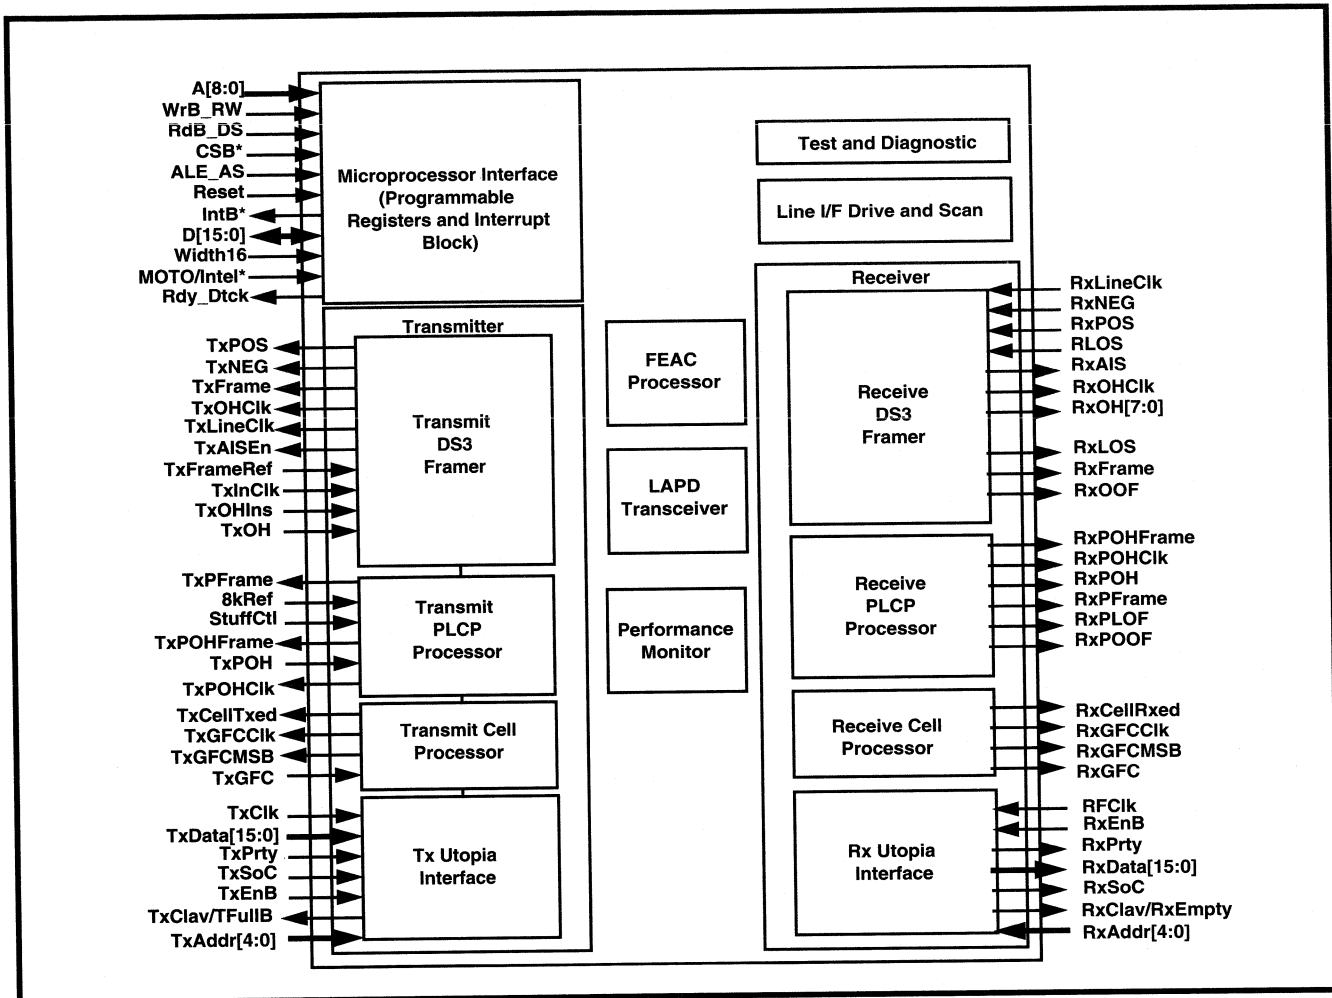 A[8:0]
WrB_RW
RdB_DS
CSB*
ALE_AS
Reset
IntB*
D[15:0]
Width16
MOTO/Intel*
Rdy_Dtck
Microprocessor Interface
(Programmable
Registers and Interrupt
Block)
Test and Diagnostic
Line I/F Drive and Scan
Transmitter
TxPOS
TxNEG
TxFrame
TxOHClk
TxLineClk
TxAISEn
TxFrameRef
TxInClk
TxOHIns
TxOH
Transmit
DS3
Framer
TxPFrame
8kRef
StuffCtl
TxPOHFrame
TxPOH
TxPOHClk
Transmit
PLCP
Processor
TxCellTxed
TxGFCClk
TxGFCMSB
TxGFC
Transmit Cell
Processor
TxClk
TxData[15:0]
TxPrty
TxSoC
TxEnB
TxClav/TFullB
TxAddr[4:0]
Tx Utopia
Interface
FEAC
Processor
LAPD
Transceiver
Performance
Monitor
Receiver
Receive
DS3
Framer
RxLineClk
RxNEG
RxPOS
RLOS
RxAIS
RxOHClk
RxOH[7:0]
RxLOS
RxFrame
RxOOF
Receive
PLCP
Processor
RxPOHFrame
RxPOHClk
RxPOH
RxPFrame
RxPLOF
RxPOOF
Receive Cell
Processor
RxCellRxed
RxGFCClk
RxGFCMSB
RxGFC
Rx Utopia
Interface
RFClk
RxEnB
RxPrty
RxData[15:0]
RxSoC
RxClav/RxEmpty
RxAddr[4:0]